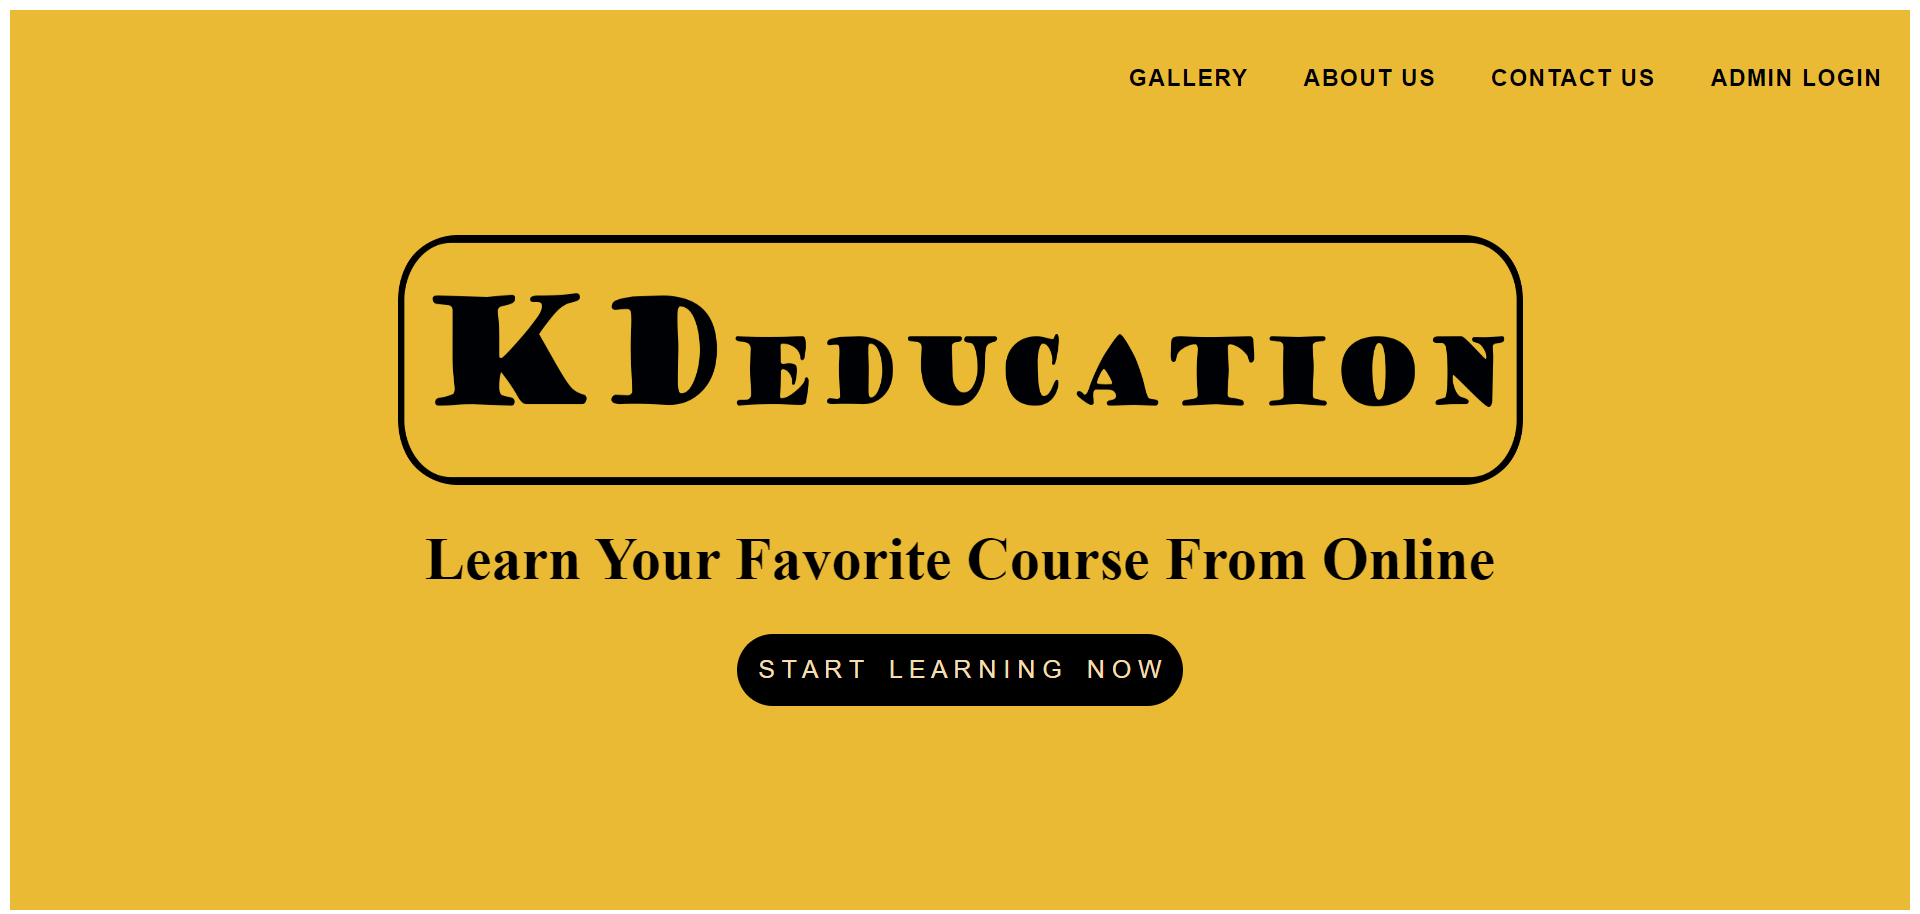 GALLERY ABOUT US CONTACT US ADMIN LOGIN
KDEDUCATION
Learn Your Favorite Course From Online
START LEARNING NOW